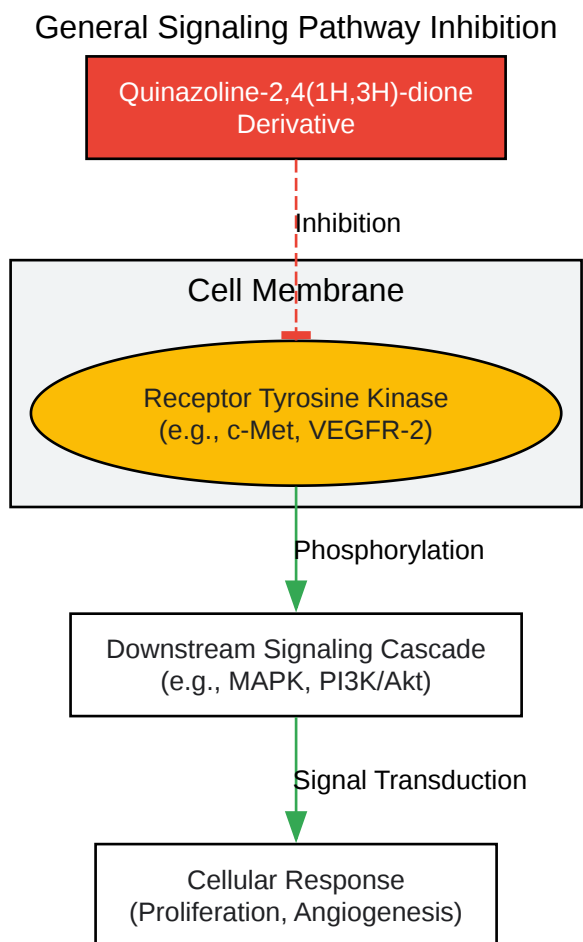 General Signaling Pathway Inhibition
Quinazoline-2,4(1H,3H)-dione
Derivative
Inhibition
Cell Membrane
Receptor Tyrosine Kinase
(e.g., c-Met, VEGFR-2)
Phosphorylation
Downstream Signaling Cascade
(e.g., MAPK, PI3K/Akt)
Signal Transduction
Cellular Response
(Proliferation, Angiogenesis)